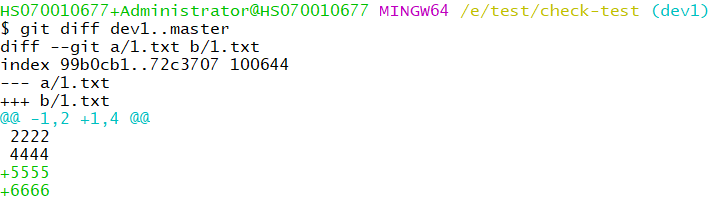 HS070010677+Administrator@HS070010677 MINGW64 /e/test/check-test (dev1)
$ git diff dev1..master
diff --git a/1.txt b/1.txt
index 99b0cb1..72c3707 100644
--- a/1.txt
+++ b/1.txt
@@ -1,2 +1,4 @@
 2222
 4444
+5555
+6666